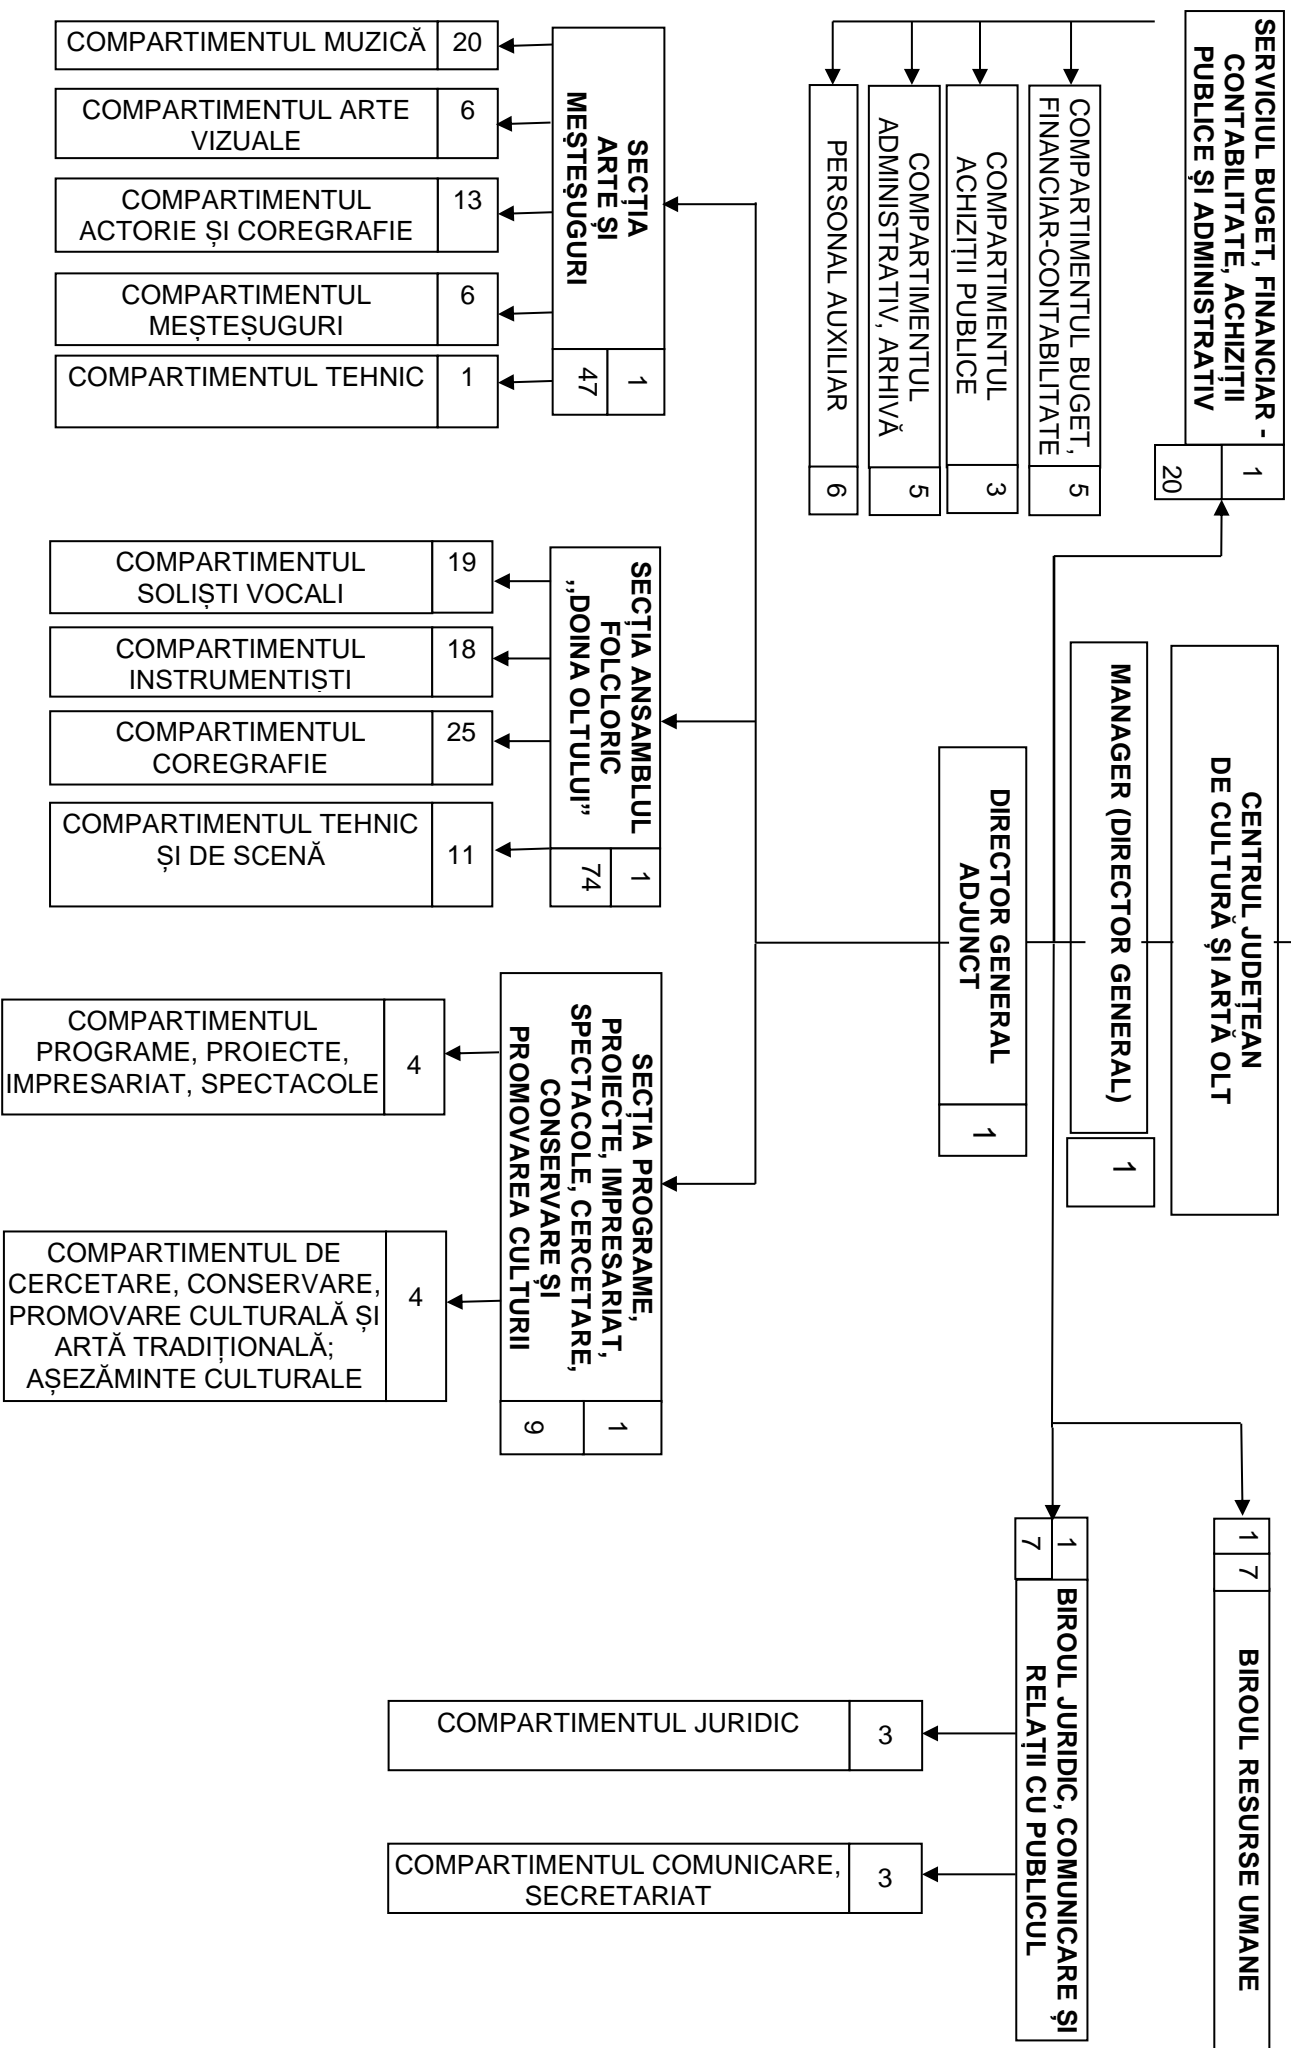 CENTRUL JUDEȚEAN
DE CULTURĂ ȘI ARTĂ OLT
MANAGER (DIRECTOR GENERAL)
1
SERVICIUL BUGET, FINANCIAR -
CONTABILITATE, ACHIZIȚII
PUBLICE ȘI ADMINISTRATIV
1
20
COMPARTIMENTUL BUGET,
FINANCIAR-CONTABILITATE
5
COMPARTIMENTUL
ACHIZIȚII PUBLICE
3
COMPARTIMENTUL
ADMINISTRATIV, ARHIVĂ
5
PERSONAL AUXILIAR
6
BIROUL RESURSE UMANE
1
7
BIROUL JURIDIC, COMUNICARE ȘI
RELAȚII CU PUBLICUL
1
7
COMPARTIMENTUL JURIDIC
3
COMPARTIMENTUL COMUNICARE,
SECRETARIAT
3
DIRECTOR GENERAL
ADJUNCT
1
SECȚIA
ARTE ȘI
MEȘTEȘUGURI
1
47
COMPARTIMENTUL MUZICĂ
20
COMPARTIMENTUL ARTE
VIZUALE
6
COMPARTIMENTUL
ACTORIE ȘI COREGRAFIE
13
COMPARTIMENTUL
MEȘTEȘUGURI
6
COMPARTIMENTUL TEHNIC
1
SECȚIA ANSAMBLUL
FOLCLORIC
,,DOINA OLTULUI”
1
74
COMPARTIMENTUL
SOLIȘTI VOCALI
19
COMPARTIMENTUL
INSTRUMENTIȘTI
18
COMPARTIMENTUL
COREGRAFIE
25
COMPARTIMENTUL TEHNIC
ȘI DE SCENĂ
11
SECȚIA PROGRAME,
PROIECTE, IMPRESARIAT,
SPECTACOLE, CERCETARE,
CONSERVARE ȘI
PROMOVAREA CULTURII
1
9
COMPARTIMENTUL
PROGRAME, PROIECTE,
IMPRESARIAT, SPECTACOLE
4
COMPARTIMENTUL DE
CERCETARE, CONSERVARE,
PROMOVARE CULTURALĂ ȘI
ARTĂ TRADIȚIONALĂ;
AȘEZĂMINTE CULTURALE
4